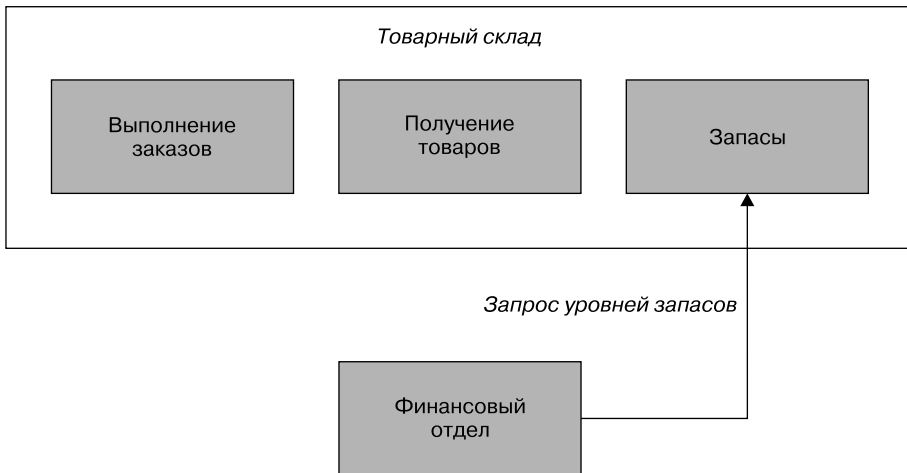 Товарный склад
Выполнение
заказов
Получение
товаров
Запасы
Запрос уровней запасов
Финансовый
отдел